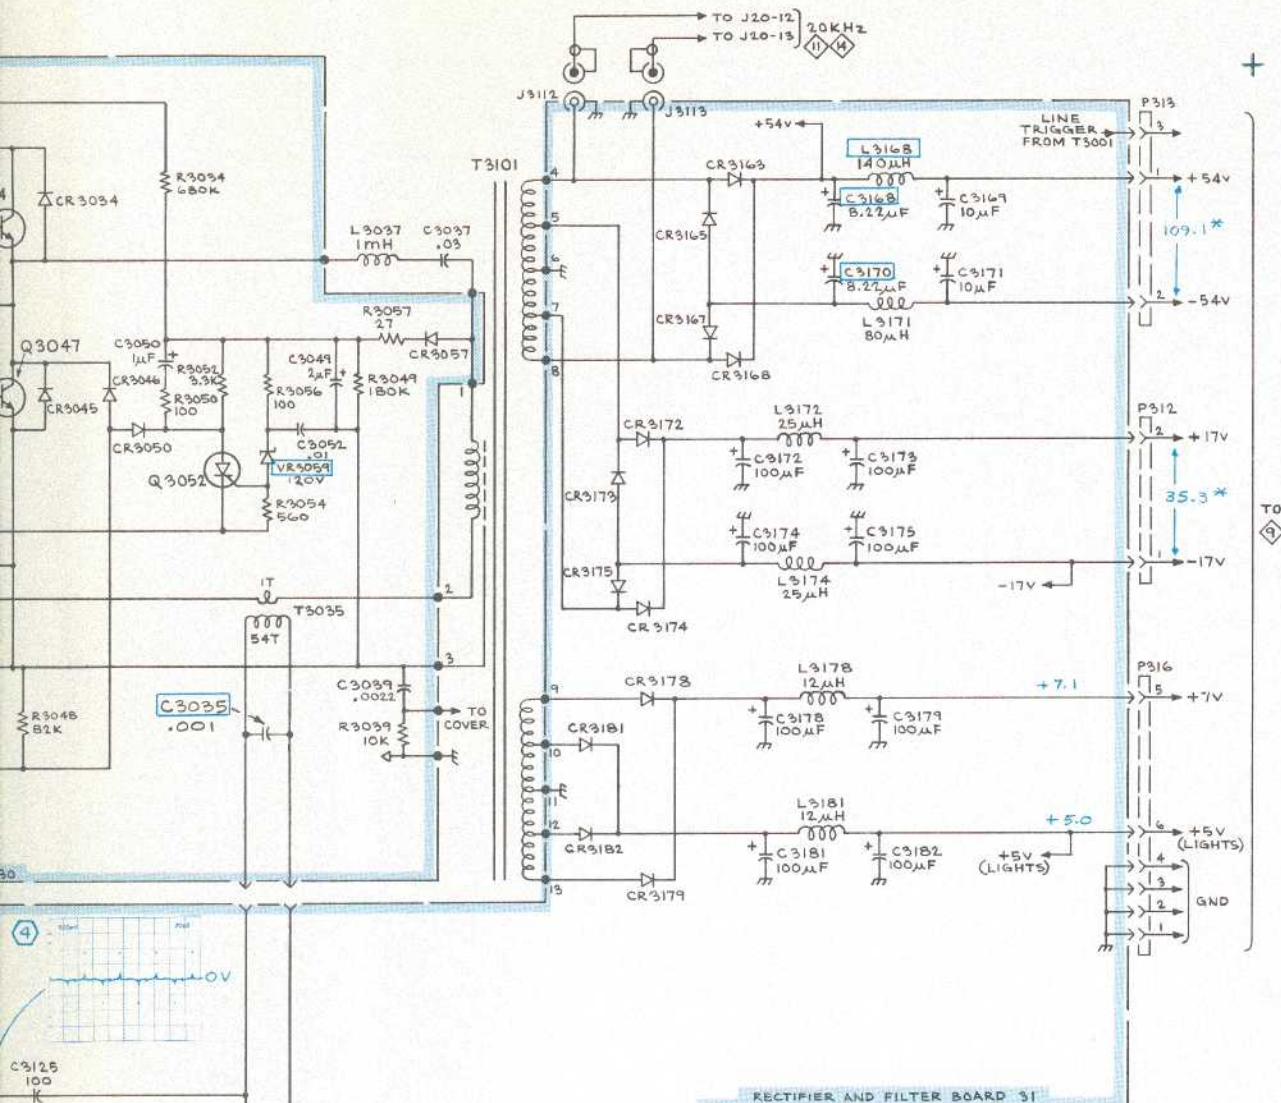 TO J20-12
TO J20-13
20KHZ
11 14
J3112
J3113
+54V
LINE
TRIGGER
FROM T3001
P313
3
L3168
140µH
T3101
CR3163
4
1
+54V
R3034
680K
CR3034
C3168
8.22µF
C3169
10µF
5
CR3165
109.1*
L3037
1mH
C3037
.03
6
C3170
8.22µF
C3171
10µF
7
2
-54V
R3057
27
CR3167
L3171
80µH
Q3047
C3050
1µF
R3052
3.3K
C3049
2µF
CR3057
8
CR3168
CR3046
R3050
100
R3056
100
R3049
180K
1
CR3045
CR3050
C3052
.01
CR3172
L3172
25µH
P312
2
+17V
C3172
100µF
C3173
100µF
Q3052
VR3059
120V
CR3173
35.3*
R3054
560
C3174
100µF
C3175
100µF
TO
9
CR3175
L3174
25µH
1
-17V
-17V
1T
T3035
54T
2
CR3174
3
L3178
12µH
P316
C3039
.0022
CR3178
+7.1
5
+7V
9
C3035
.001
TO
COVER
R3048
82K
R3039
10K
CR3181
C3178
100µF
C3179
100µF
10
11
L3181
12µH
+5.0
12
6
+5V
(LIGHTS)
CR3182
C3181
100µF
C3182
100µF
+5V
(LIGHTS)
4
3
2
1
GND
30
13
CR3179
4
0V
C3125
100
RECTIFIER AND FILTER BOARD 31